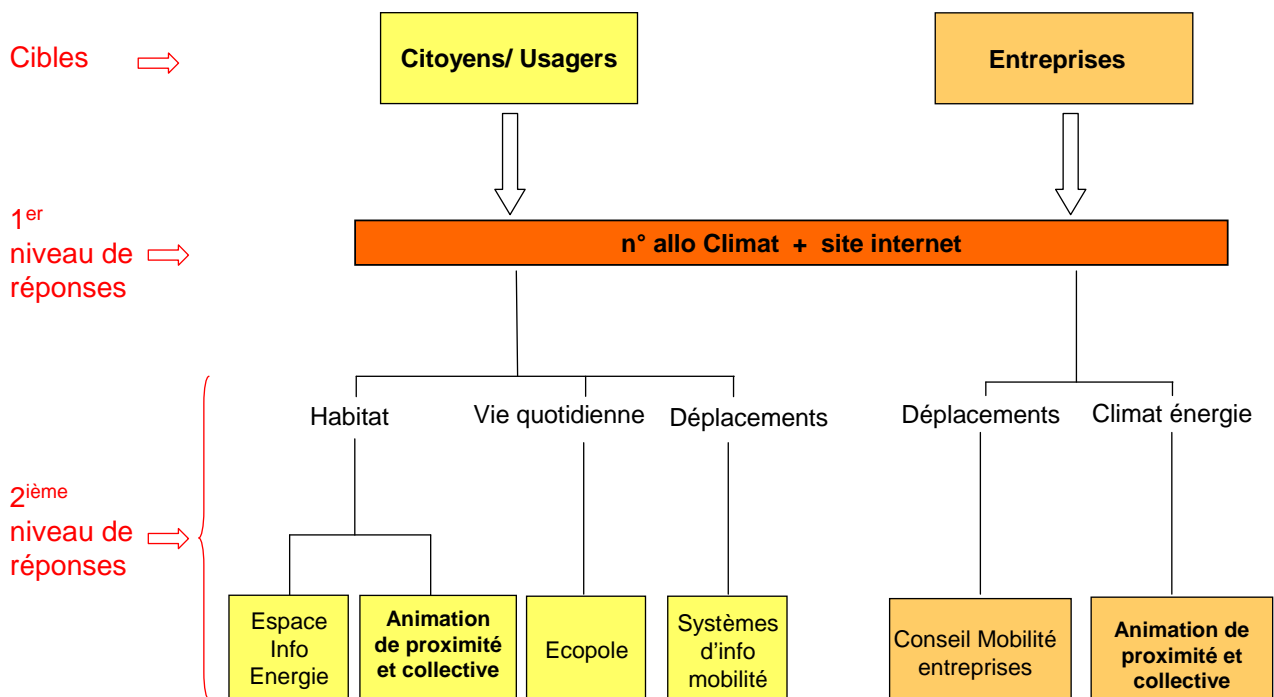 Cibles
Citoyens/ Usagers
Entreprises
1er
niveau de
réponses
n° allo Climat + site internet
Habitat
Vie quotidienne
Déplacements
Déplacements
Climat énergie
2ième
niveau de
réponses
Espace
Info
Energie
Animation
de proximité
et collective
Ecopole
Systèmes
d'info
mobilité
Conseil Mobilité
entreprises
Animation de
proximité et
collective